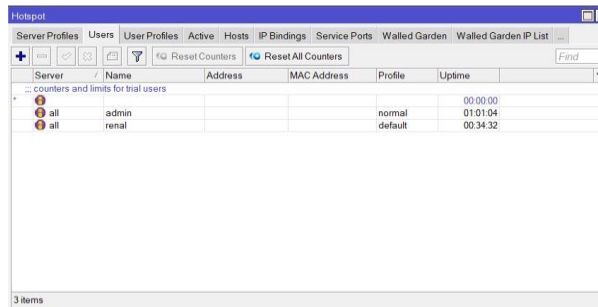 Hotspot
Server Profiles Users User Profiles Active Hosts IP Bindings Service Ports Walled Garden Walled Garden IP List ...
Reset Counters Reset All Counters Find
Server / Name Address MAC Address Profile Uptime
;;; counters and limits for trial users
* 00:00:00
all admin normal 01:01:04
all renal default 00:34:32
3 items